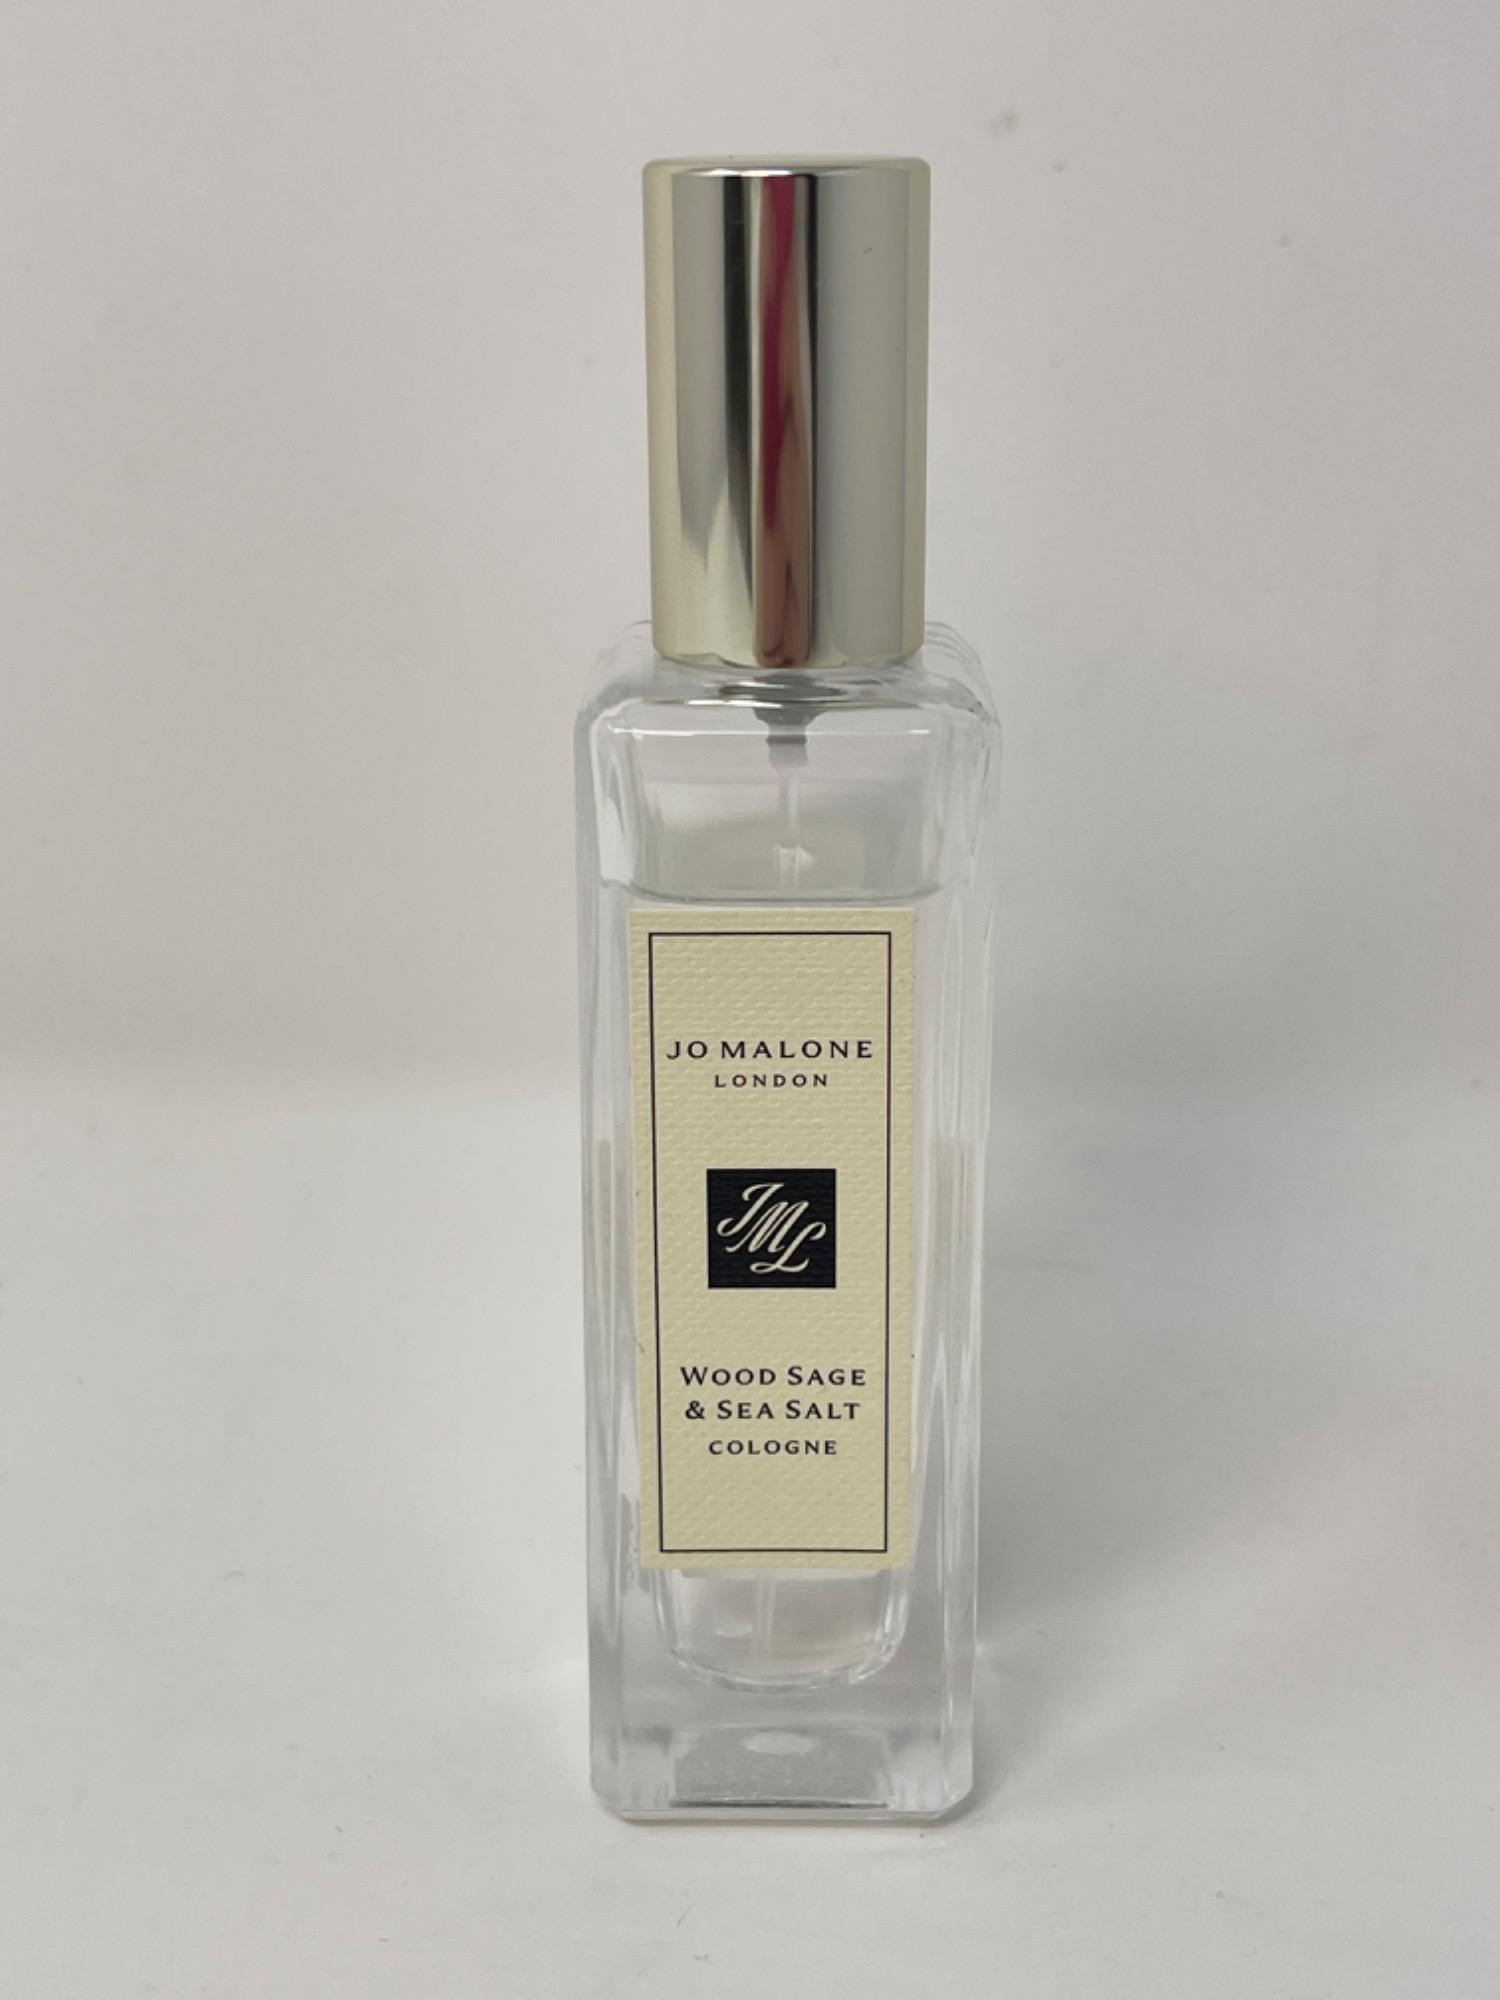 JO MALONE
LONDON
JML
WOOD SAGE
& SEA SALT
COLOGNE